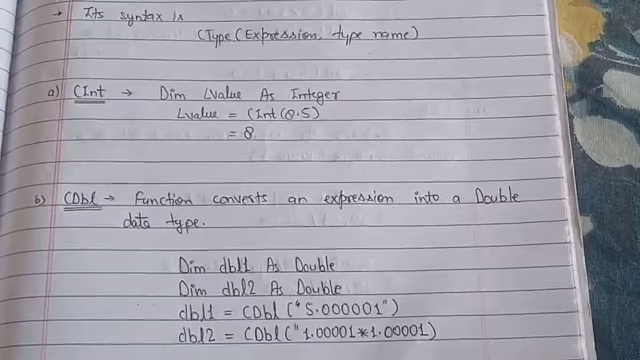 → Its syntax is
CType (Expression, type name)
a) CInt → Dim Lvalue As Integer
Lvalue = CInt (8.5)
= 8
b) CDbl → Function converts an expression into a Double
data type.
Dim dbl1 As Double
Dim dbl2 As Double
dbl1 = CDbl ("5.000001")
dbl2 = CDbl ("1.00001*1.00001)